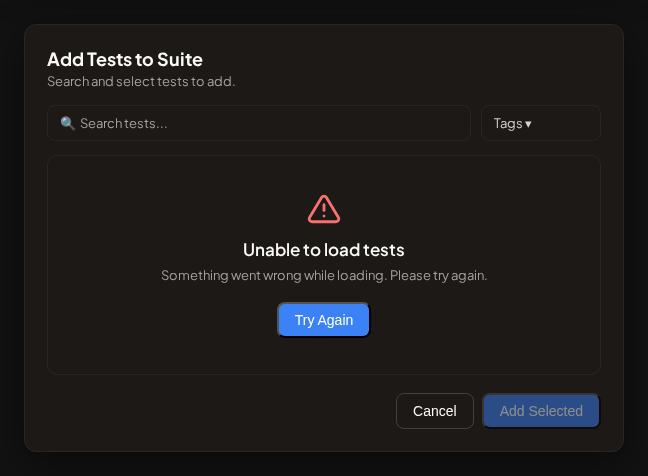 Add Tests to Suite
Search and select tests to add.
🔍 Search tests...
Tags ▾
Unable to load tests
Something went wrong while loading. Please try again.
Try Again
Cancel
Add Selected